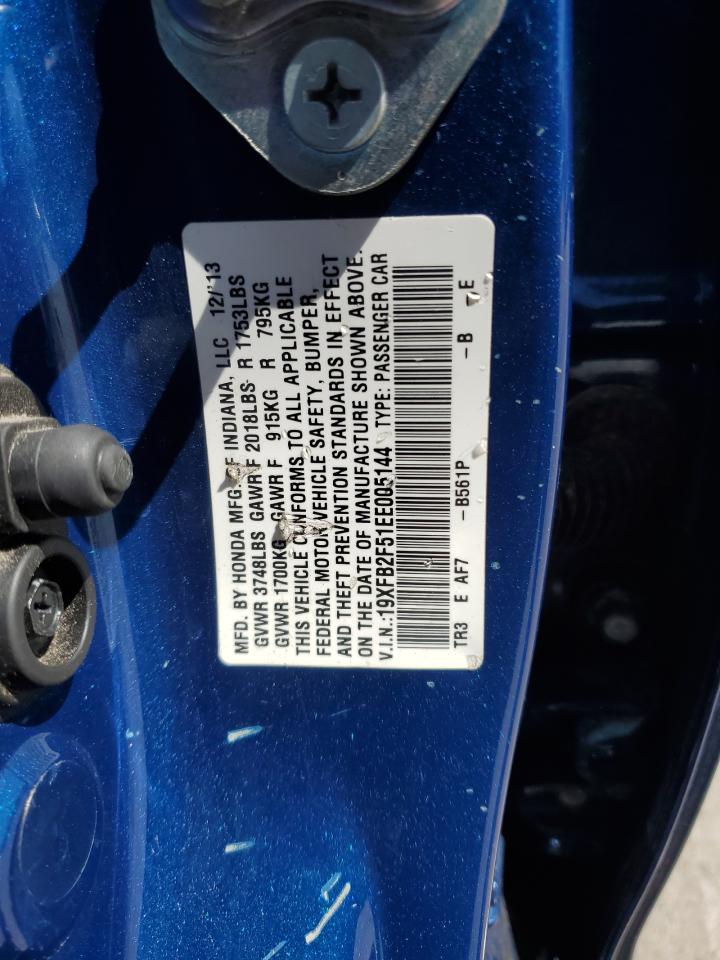 MFD. BY HONDA MFG. OF INDIANA, LLC 12/'13
GVWR 3748LBS GAWR F 2018LBS R 1753LBS
GVWR 1700KG GAWR F 915KG R 795KG
THIS VEHICLE CONFORMS TO ALL APPLICABLE
FEDERAL MOTOR VEHICLE SAFETY, BUMPER,
AND THEFT PREVENTION STANDARDS IN EFFECT
ON THE DATE OF MANUFACTURE SHOWN ABOVE.
V.I.N.:19XFB2F51EE005144 TYPE: PASSENGER CAR
TR3 E AF7 -B561P -B E